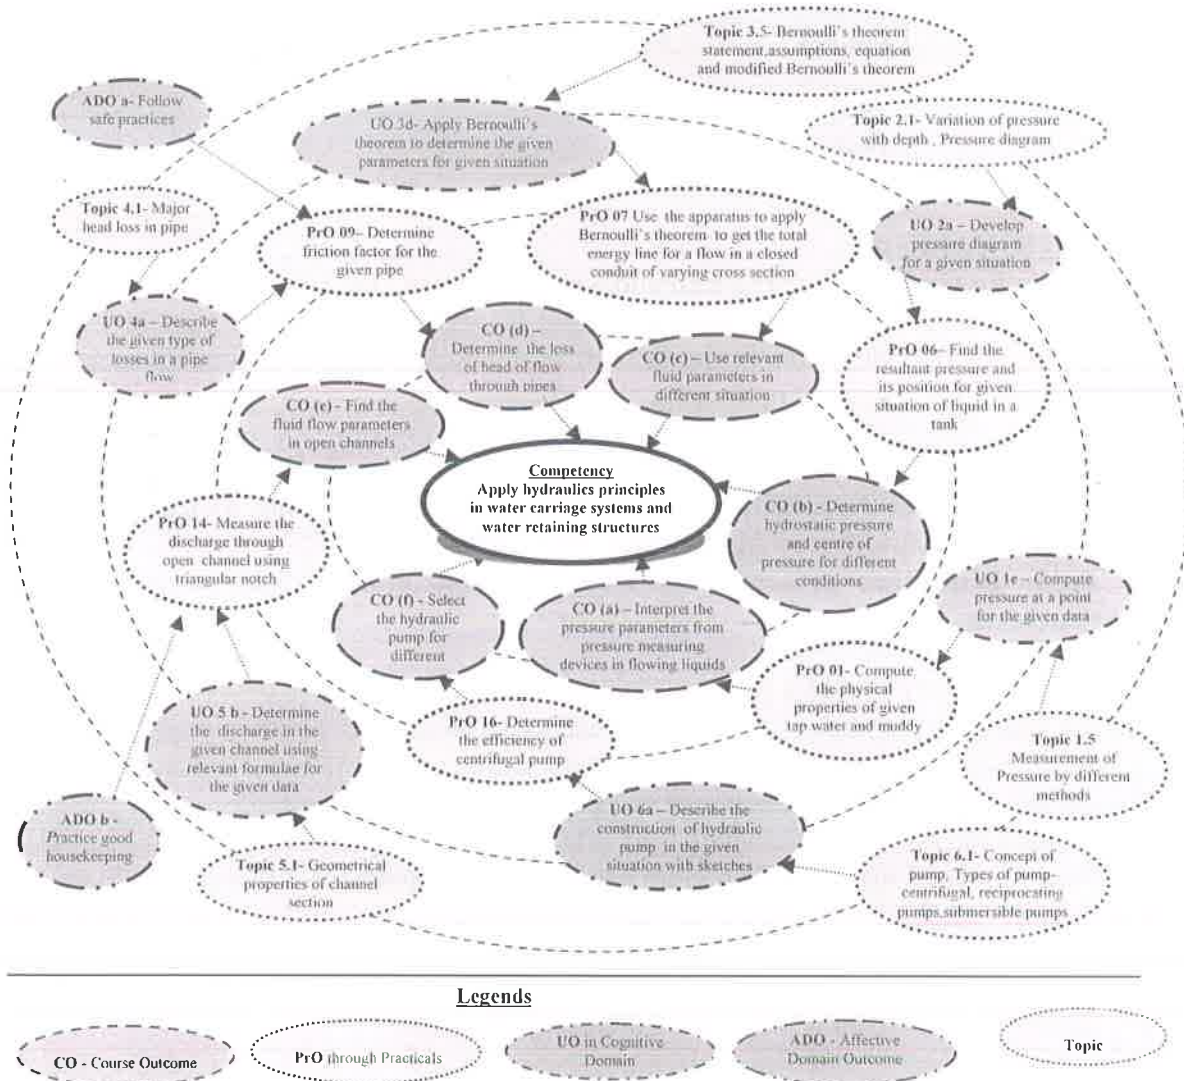 Topic 3.5- Bernoulli's theorem
statement,assumptions, equation
and modified Bernoulli's theorem
ADO a- Follow
safe practices
UO 3d- Apply Bernoulli's
theorem to determine the given
parameters for given situation
Topic 2.1- Variation of pressure
with depth , Pressure diagram
Topic 4.1- Major
head loss in pipe
PrO 09- Determine
friction factor for the
given pipe
PrO 07 Use the apparatus to apply
Bernoulli's theorem to get the total
energy line for a flow in a closed
conduit of varying cross section
UO 2a – Develop
pressure diagram
for a given situation
UO 4a – Describe
the given type of
losses in a pipe
flow
CO (d) –
Determine the loss
of head of flow
through pipes
CO (c) – Use relevant
fluid parameters in
different situation
PrO 06– Find the
resultant pressure and
its position for given
situation of liquid in a
tank
CO (e) – Find the
fluid flow parameters
in open channels
Competency
Apply hydraulics principles
in water carriage systems and
water retaining structures
PrO 14- Measure the
discharge through
open channel using
triangular notch
CO (b) - Determine
hydrostatic pressure
and centre of
pressure for different
conditions
CO (f) - Select
the hydraulic
pump for
different
CO (a) – Interpret the
pressure parameters from
pressure measuring
devices in flowing liquids
UO 1e – Compute
pressure at a point
for the given data
PrO 01- Compute
the physical
properties of given
tap water and muddy
UO 5 b - Determine
the discharge in the
given channel using
relevant formulae for
the given data
PrO 16- Determine
the efficiency of
centrifugal pump
Topic 1.5
Measurement of
Pressure by different
methods
ADO b -
Practice good
housekeeping
UO 6a – Describe the
construction of hydraulic
pump in the given
situation with sketches
Topic 5.1- Geometrical
properties of channel
section
Topic 6.1- Concept of
pump, Types of pump-
centrifugal, reciprocating
pumps,submersible pumps
Legends
CO - Course Outcome
PrO through Practicals
UO in Cognitive
Domain
ADO - Affective
Domain Outcome
Topic